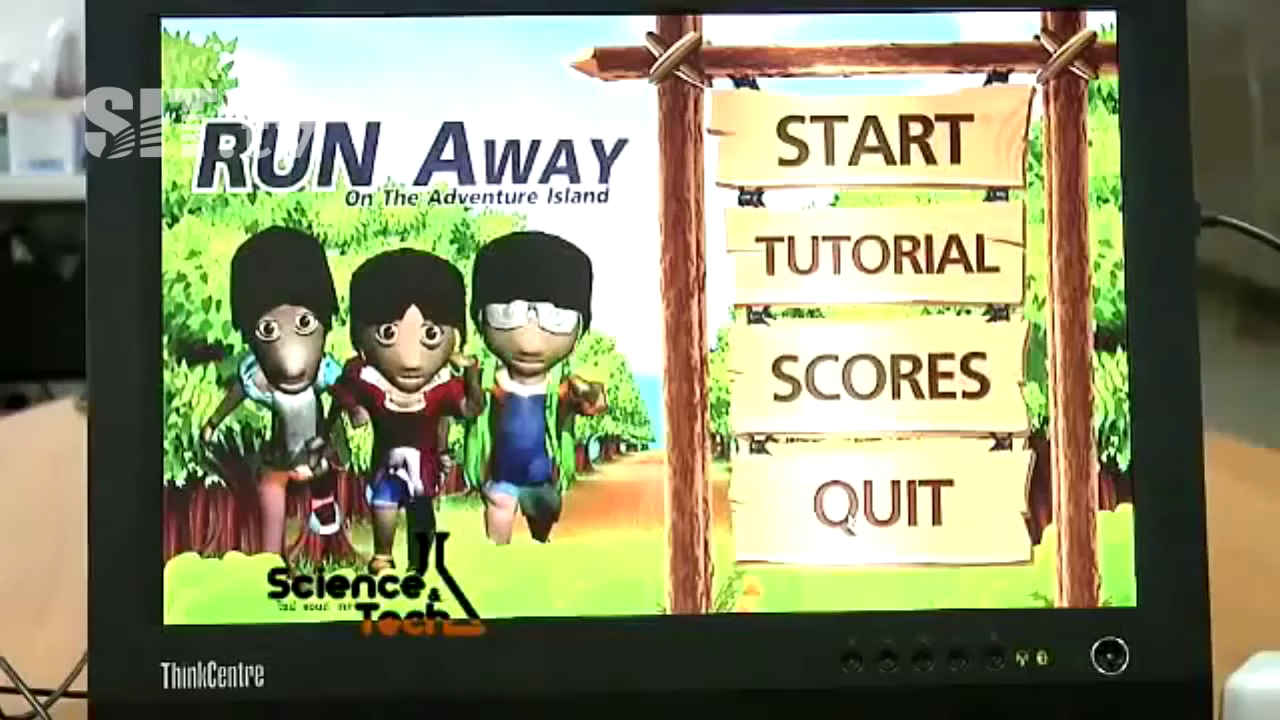 RUN AWAY
On The Adventure Island
START
TUTORIAL
SCORES
QUIT
Science &
Tech
ThinkCentre